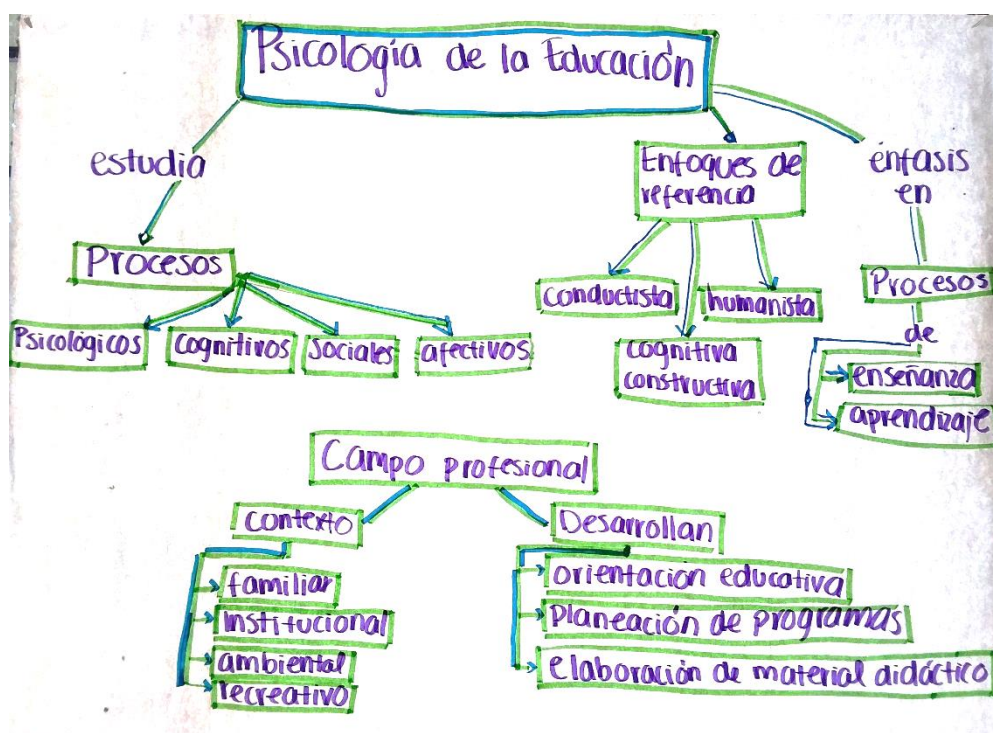 Psicología de la Educación
estudia
Procesos
Psicológicos
cognitivos
sociales
afectivos
Enfoques de
referencia
conductista
humanista
cognitiva
constructiva
énfasis
en
Procesos
de
enseñanza
aprendizaje
Campo profesional
contexto
familiar
institucional
ambiental
recreativo
Desarrollan
orientación educativa
Planeación de programas
elaboración de material didáctico